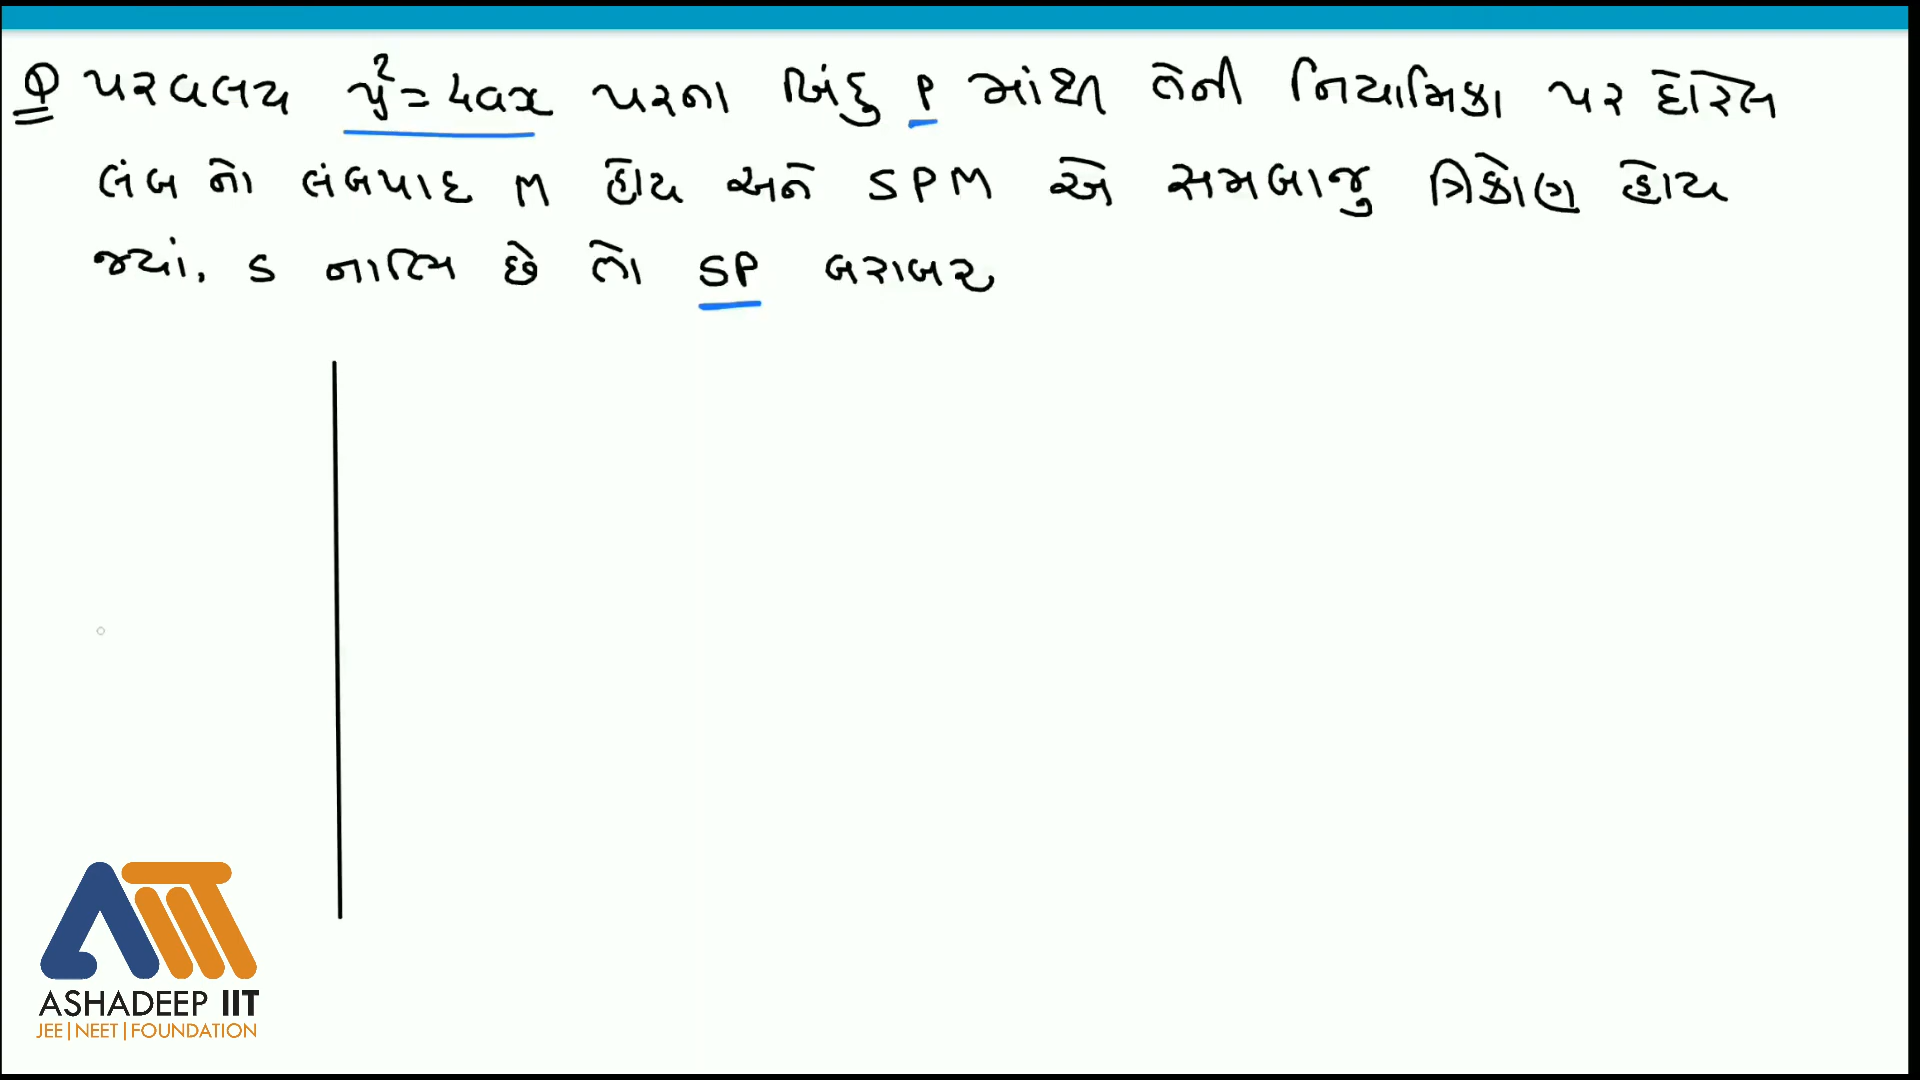 Q પરવલય y²=4ax પરના બિંદુ P માંથી તેની નિયામિકા પર દોરેલ
લંબ નો લંબપાદ M હોય અને SPM એ સમબાજુ ત્રિકોણ હોય
જ્યાં, S નાભિ છે તો SP બરાબર
ASHADEEP IIT
JEE|NEET|FOUNDATION